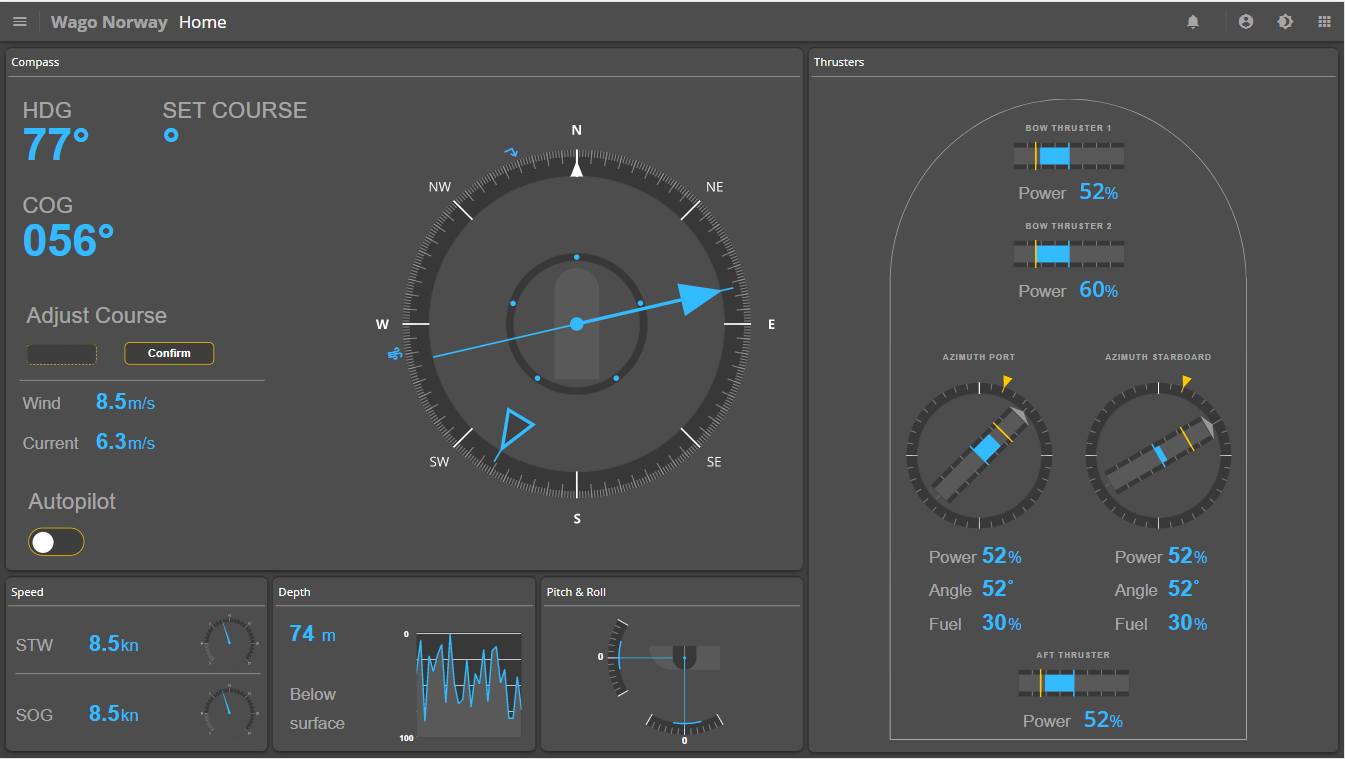 Wago Norway Home
Compass
HDG
77°
SET COURSE
°
COG
056°
Adjust Course
Confirm
Wind 8.5m/s
Current 6.3m/s
Autopilot
N
NW
NE
W
E
SW
SE
S
Speed
STW 8.5kn
SOG 8.5kn
Depth
74 m
Below
surface
0
100
Pitch & Roll
0
0
Thrusters
BOW THRUSTER 1
Power 52%
BOW THRUSTER 2
Power 60%
AZIMUTH PORT
Power 52%
Angle 52°
Fuel 30%
AZIMUTH STARBOARD
Power 52%
Angle 52°
Fuel 30%
AFT THRUSTER
Power 52%